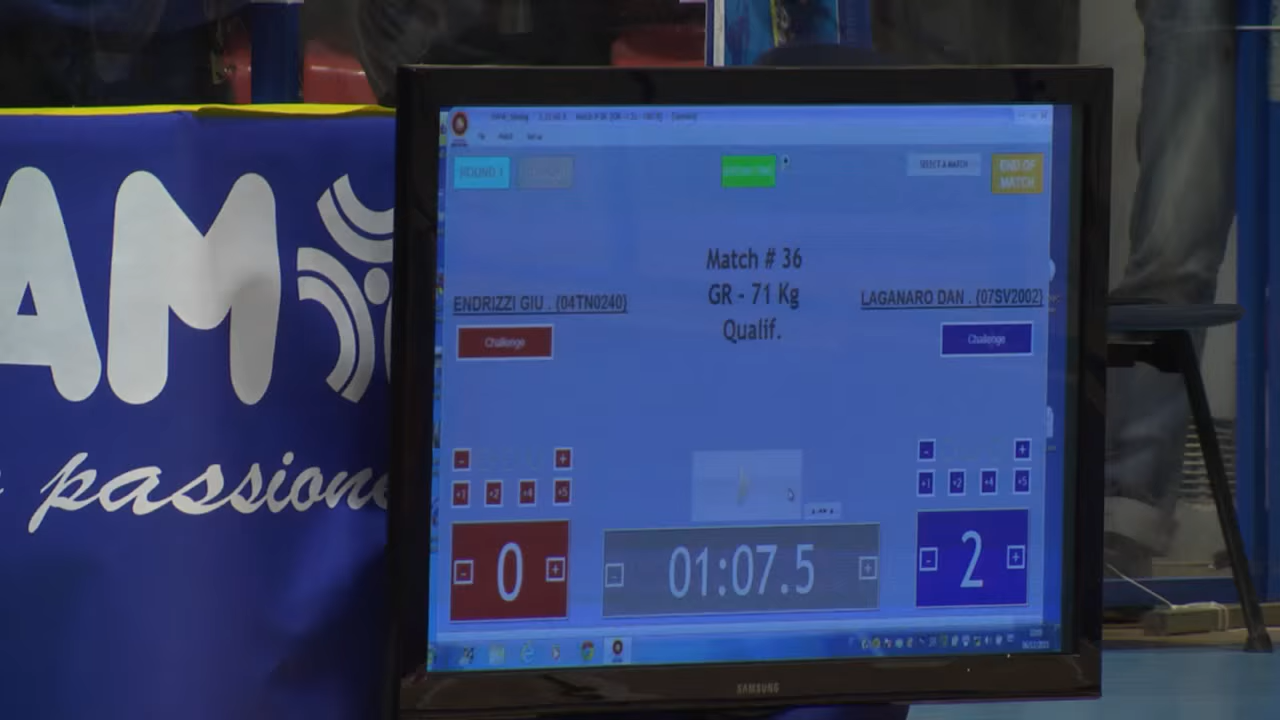 AM
passione
ROUND 1
SELECT A MATCH
END OF
MATCH
Match # 36
GR - 71 Kg
Qualif.
ENDRIZZI GIU . (04TN0240)
LAGANARO DAN . (07SV2002)
Challenge
Challenge
- +
- +
+1 +2 +4 +5
+1 +2 +4 +5
- 0 +
- 01:07.5 +
- 2 +
SAMSUNG